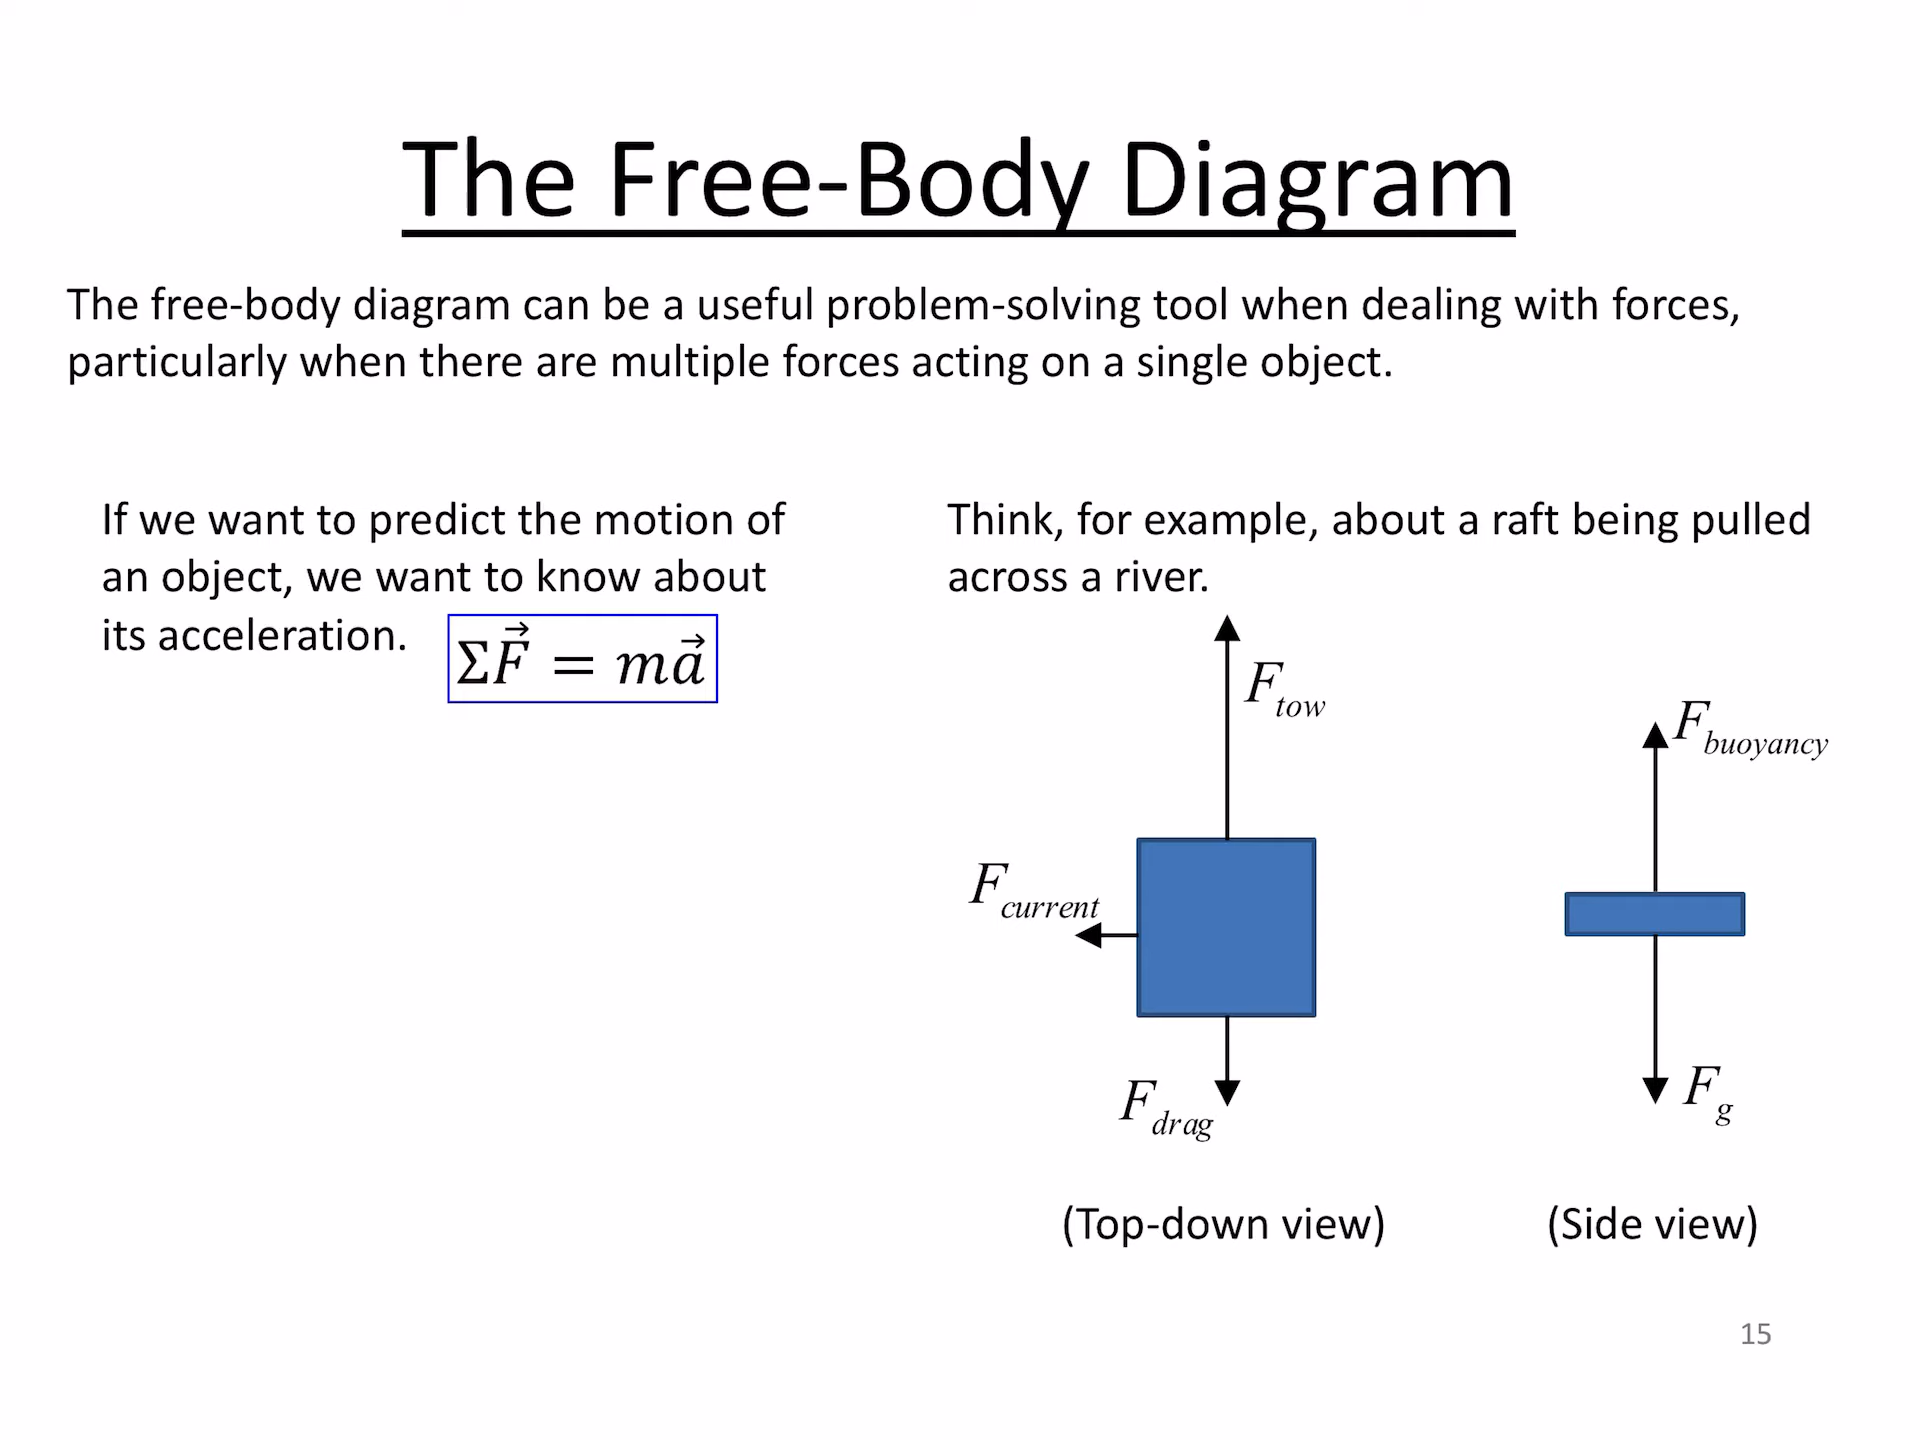 The Free-Body Diagram
The free-body diagram can be a useful problem-solving tool when dealing with forces,
particularly when there are multiple forces acting on a single object.
If we want to predict the motion of
an object, we want to know about
its acceleration.
ΣF⃗ = ma⃗
Think, for example, about a raft being pulled
across a river.
F_tow
F_buoyancy
F_current
F_drag
F_g
(Top-down view)
(Side view)
15